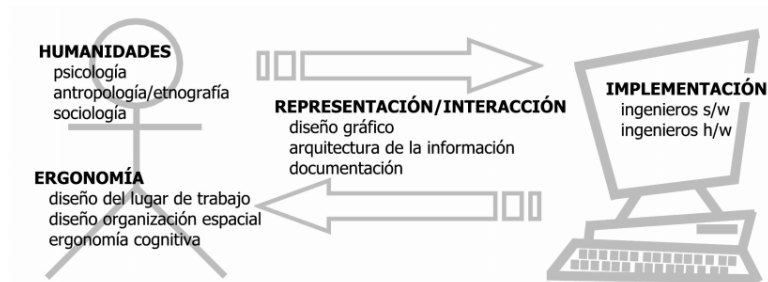 HUMANIDADES
psicología
antropología/etnografía
sociología
ERGONOMÍA
diseño del lugar de trabajo
diseño organización espacial
ergonomía cognitiva
REPRESENTACIÓN/INTERACCIÓN
diseño gráfico
arquitectura de la información
documentación
IMPLEMENTACIÓN
ingenieros s/w
ingenieros h/w